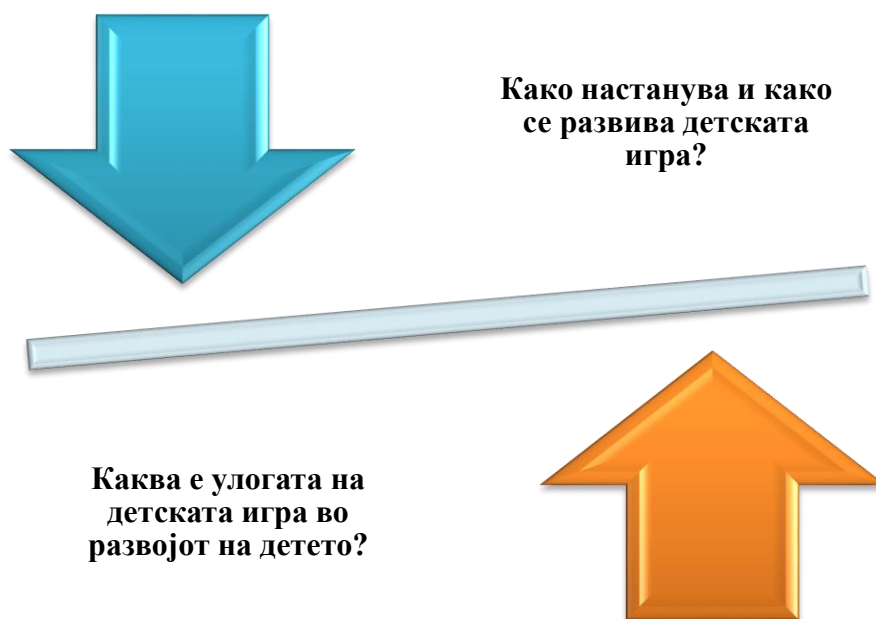 Како настанува и како
се развива детската
игра?
Каква е улогата на
детската игра во
развојот на детето?